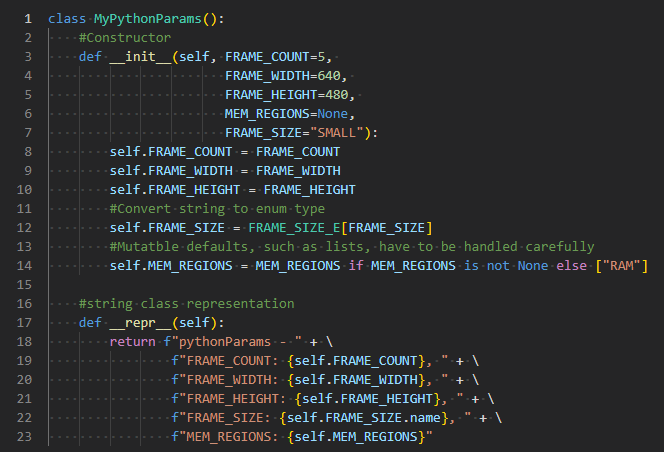 1 class MyPythonParams():
2     #Constructor
3     def __init__(self, FRAME_COUNT=5,
4                        FRAME_WIDTH=640,
5                        FRAME_HEIGHT=480,
6                        MEM_REGIONS=None,
7                        FRAME_SIZE="SMALL"):
8         self.FRAME_COUNT = FRAME_COUNT
9         self.FRAME_WIDTH = FRAME_WIDTH
10         self.FRAME_HEIGHT = FRAME_HEIGHT
11         #Convert string to enum type
12         self.FRAME_SIZE = FRAME_SIZE_E[FRAME_SIZE]
13         #Mutatble defaults, such as lists, have to be handled carefully
14         self.MEM_REGIONS = MEM_REGIONS if MEM_REGIONS is not None else ["RAM"]
15
16     #string class representation
17     def __repr__(self):
18         return f"pythonParams - " + \
19                 f"FRAME_COUNT: {self.FRAME_COUNT}, " + \
20                 f"FRAME_WIDTH: {self.FRAME_WIDTH}, " + \
21                 f"FRAME_HEIGHT: {self.FRAME_HEIGHT}, " + \
22                 f"FRAME_SIZE: {self.FRAME_SIZE.name}, " + \
23                 f"MEM_REGIONS: {self.MEM_REGIONS}"